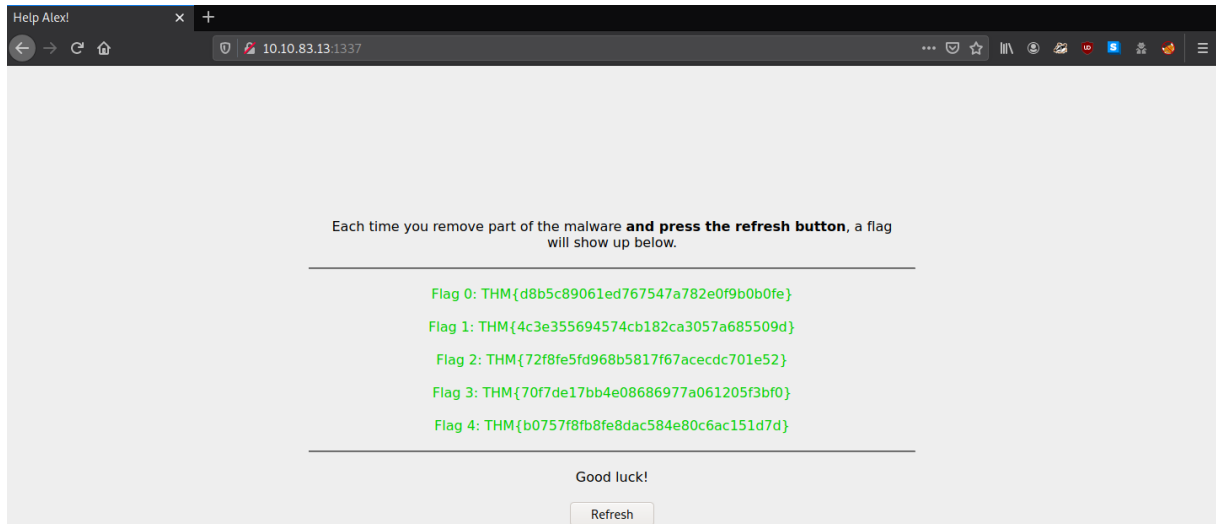 Help Alex!
10.10.83.13:1337
Each time you remove part of the malware and press the refresh button, a flag
will show up below.
Flag 0: THM{d8b5c89061ed767547a782e0f9b0b0fe}
Flag 1: THM{4c3e355694574cb182ca3057a685509d}
Flag 2: THM{72f8fe5fd968b5817f67acecdc701e52}
Flag 3: THM{70f7de17bb4e08686977a061205f3bf0}
Flag 4: THM{b0757f8fb8fe8dac584e80c6ac151d7d}
Good luck!
Refresh